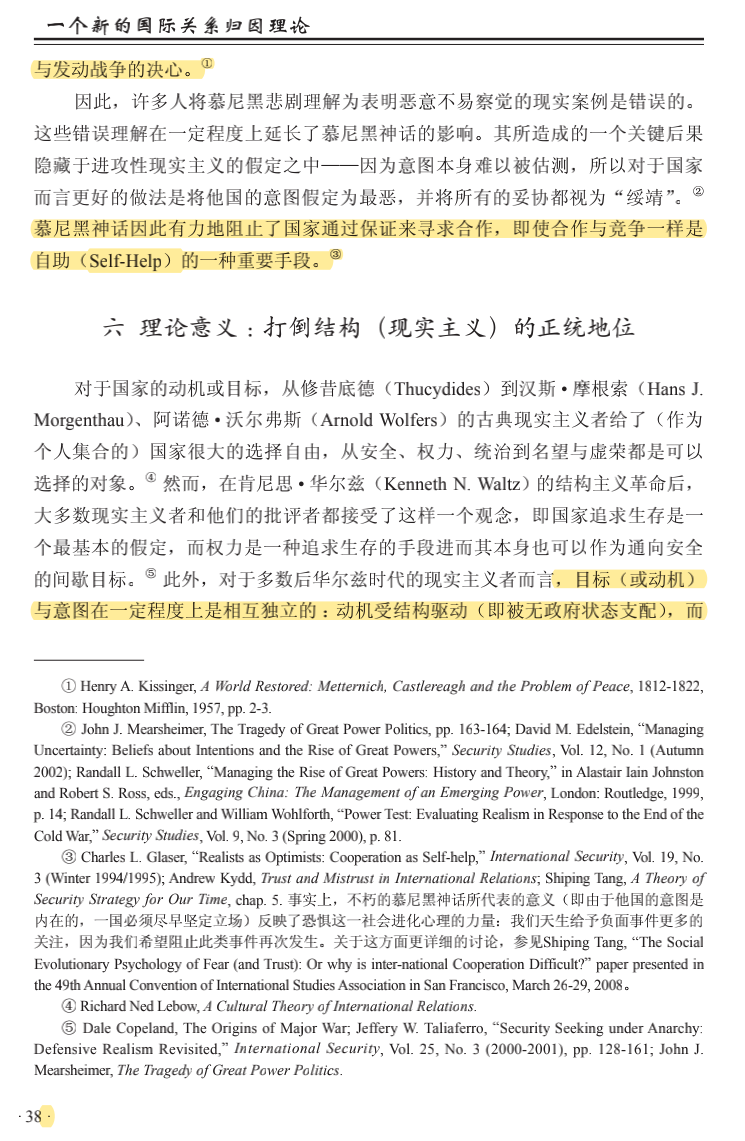 一个新的国际关系归因理论
与发动战争的决心。①
因此，许多人将慕尼黑悲剧理解为表明恶意不易察觉的现实案例是错误的。
这些错误理解在一定程度上延长了慕尼黑神话的影响。其所造成的一个关键后果
隐藏于进攻性现实主义的假定之中——因为意图本身难以被估测，所以对于国家
而言更好的做法是将他国的意图假定为最恶，并将所有的妥协都视为“绥靖”。②
慕尼黑神话因此有力地阻止了国家通过保证来寻求合作，即使合作与竞争一样是
自助（Self-Help）的一种重要手段。③
六 理论意义：打倒结构（现实主义）的正统地位
对于国家的动机或目标，从修昔底德（Thucydides）到汉斯·摩根索（Hans J.
Morgenthau）、阿诺德·沃尔弗斯（Arnold Wolfers）的古典现实主义者给了（作为
个人集合的）国家很大的选择自由，从安全、权力、统治到名望与虚荣都是可以
选择的对象。④ 然而，在肯尼思·华尔兹（Kenneth N. Waltz）的结构主义革命后，
大多数现实主义者和他们的批评者都接受了这样一个观念，即国家追求生存是一
个最基本的假定，而权力是一种追求生存的手段进而其本身也可以作为通向安全
的间歇目标。⑤ 此外，对于多数后华尔兹时代的现实主义者而言，目标（或动机）
与意图在一定程度上是相互独立的：动机受结构驱动（即被无政府状态支配），而
① Henry A. Kissinger, A World Restored: Metternich, Castlereagh and the Problem of Peace, 1812-1822,
Boston: Houghton Mifflin, 1957, pp. 2-3.
② John J. Mearsheimer, The Tragedy of Great Power Politics, pp. 163-164; David M. Edelstein, “Managing
Uncertainty: Beliefs about Intentions and the Rise of Great Powers,” Security Studies, Vol. 12, No. 1 (Autumn
2002); Randall L. Schweller, “Managing the Rise of Great Powers: History and Theory,” in Alastair Iain Johnston
and Robert S. Ross, eds., Engaging China: The Management of an Emerging Power, London: Routledge, 1999,
p. 14; Randall L. Schweller and William Wohlforth, “Power Test: Evaluating Realism in Response to the End of the
Cold War,” Security Studies, Vol. 9, No. 3 (Spring 2000), p. 81.
③ Charles L. Glaser, “Realists as Optimists: Cooperation as Self-help,” International Security, Vol. 19, No.
3 (Winter 1994/1995); Andrew Kydd, Trust and Mistrust in International Relations; Shiping Tang, A Theory of
Security Strategy for Our Time, chap. 5. 事实上，不朽的慕尼黑神话所代表的意义（即由于他国的意图是
内在的，一国必须尽早坚定立场）反映了恐惧这一社会进化心理的力量：我们天生给予负面事件更多的
关注，因为我们希望阻止此类事件再次发生。关于这方面更详细的讨论，参见Shiping Tang, “The Social
Evolutionary Psychology of Fear (and Trust): Or why is inter-national Cooperation Difficult?” paper presented in
the 49th Annual Convention of International Studies Association in San Francisco, March 26-29, 2008。
④ Richard Ned Lebow, A Cultural Theory of International Relations.
⑤ Dale Copeland, The Origins of Major War; Jeffery W. Taliaferro, “Security Seeking under Anarchy:
Defensive Realism Revisited,” International Security, Vol. 25, No. 3 (2000-2001), pp. 128-161; John J.
Mearsheimer, The Tragedy of Great Power Politics.
· 38 ·